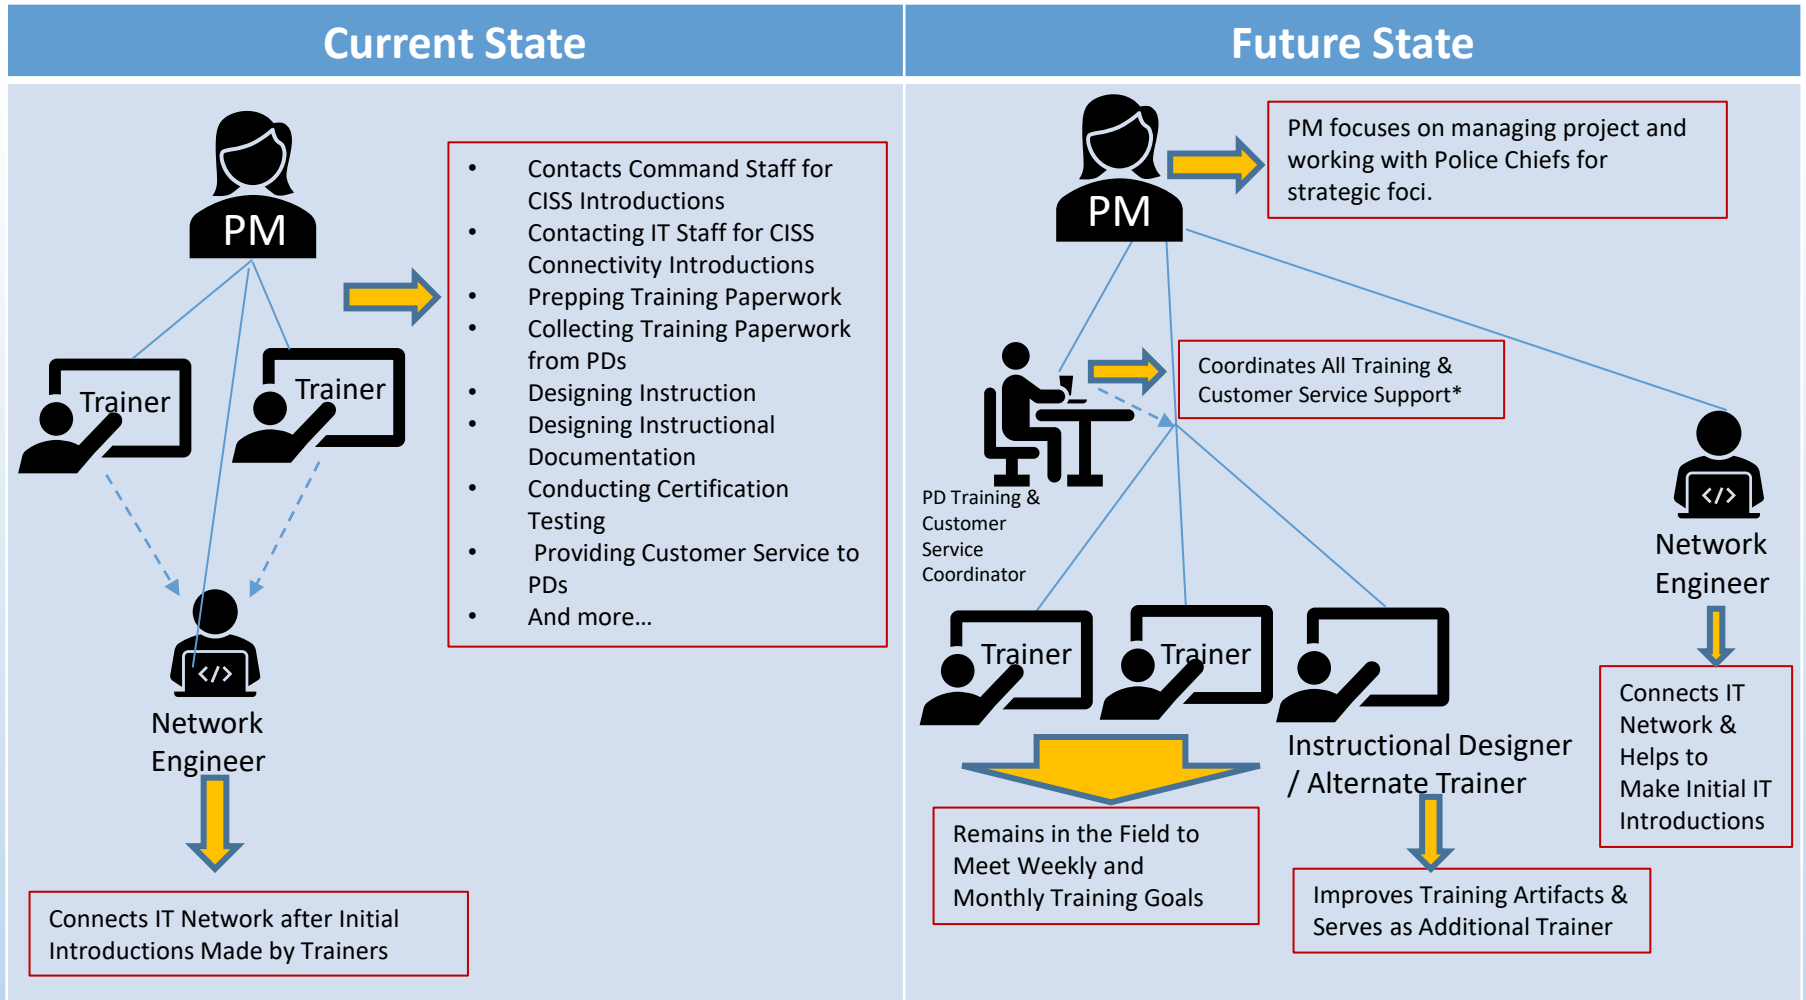 Current State
Future State
PM
Trainer
Trainer
• Contacts Command Staff for
CISS Introductions
• Contacting IT Staff for CISS
Connectivity Introductions
• Prepping Training Paperwork
• Collecting Training Paperwork
from PDs
• Designing Instruction
• Designing Instructional
Documentation
• Conducting Certification
Testing
• Providing Customer Service to
PDs
• And more...
</>
Network
Engineer
Connects IT Network after Initial
Introductions Made by Trainers
PM
PM focuses on managing project and
working with Police Chiefs for
strategic foci.
Coordinates All Training &
Customer Service Support*
PD Training &
Customer
Service
Coordinator
</>
Network
Engineer
Trainer
Trainer
Instructional Designer
/ Alternate Trainer
Connects IT
Network &
Helps to
Make Initial IT
Introductions
Remains in the Field to
Meet Weekly and
Monthly Training Goals
Improves Training Artifacts &
Serves as Additional Trainer